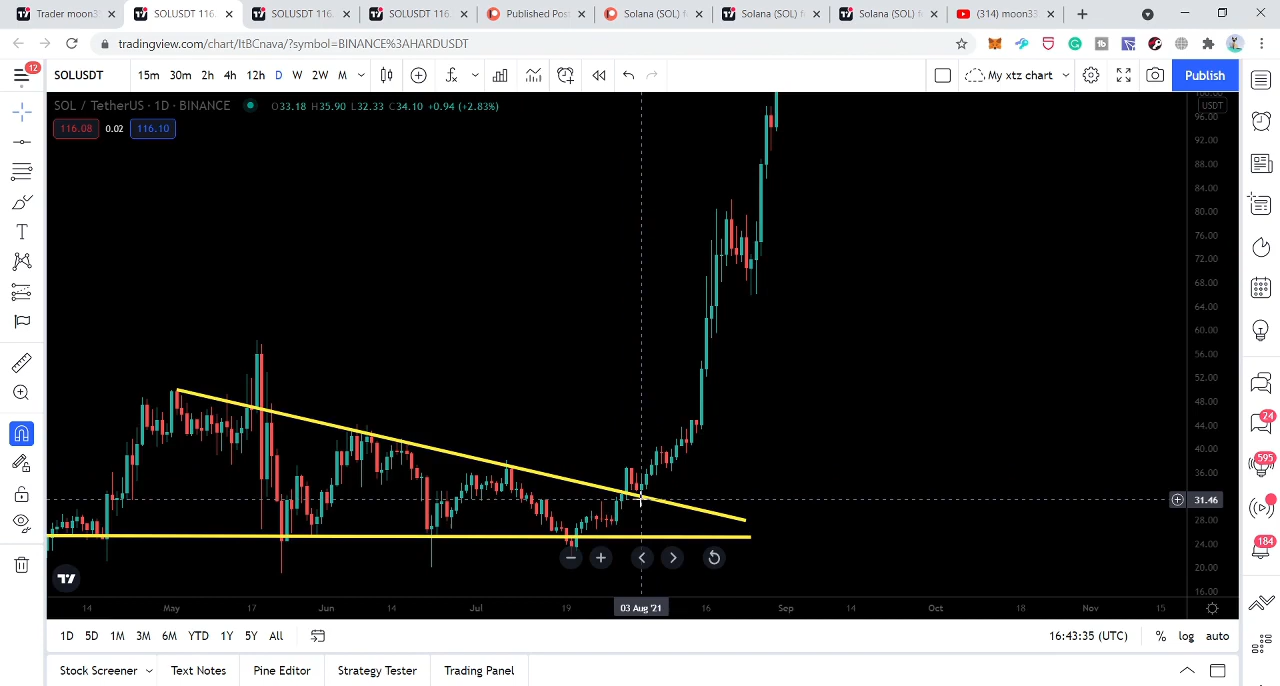 Trader moon3
SOLUSDT 116.
SOLUSDT 116.
SOLUSDT 116.
Published Pos
Solana (SOL) f
Solana (SOL) f
Solana (SOL) f
(314) moon33
tradingview.com/chart/ItBCnava/?symbol=BINANCE%3AHARDUSDT
12
SOLUSDT
15m 30m 2h 4h 12h D W 2W M
My xtz chart
Publish
SOL / TetherUS · 1D · BINANCE
O33.18 H35.90 L32.33 C34.10 +0.94 (+2.83%)
USDT
116.08 0.02 116.10
96.00
92.00
88.00
84.00
80.00
76.00
72.00
68.00
64.00
60.00
56.00
52.00
48.00
44.00
40.00
36.00
31.46
28.00
24.00
20.00
16.00
24
595
184
14 May 17 Jun 14 Jul 19 03 Aug '21 16 Sep 14 Oct 18 Nov 15
1D 5D 1M 3M 6M YTD 1Y 5Y All
16:43:35 (UTC) % log auto
Stock Screener Text Notes Pine Editor Strategy Tester Trading Panel